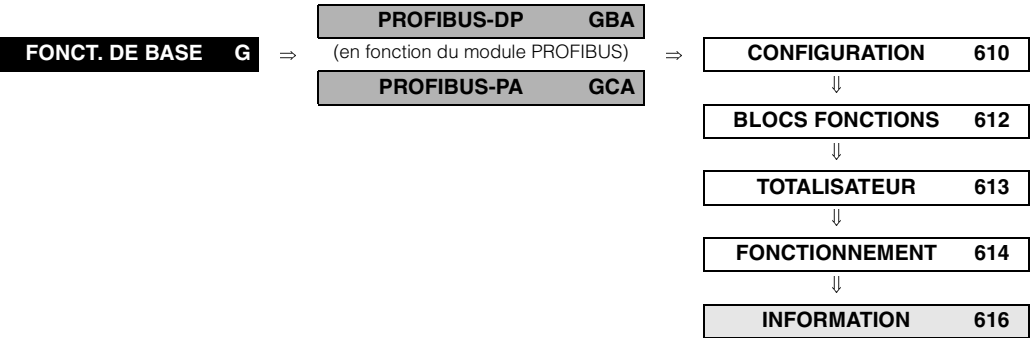 PROFIBUS-DP GBA
FONCT. DE BASE G ⇒ (en fonction du module PROFIBUS) ⇒ CONFIGURATION 610
PROFIBUS-PA GCA
⇓
BLOCS FONCTIONS 612
⇓
TOTALISATEUR 613
⇓
FONCTIONNEMENT 614
⇓
INFORMATION 616